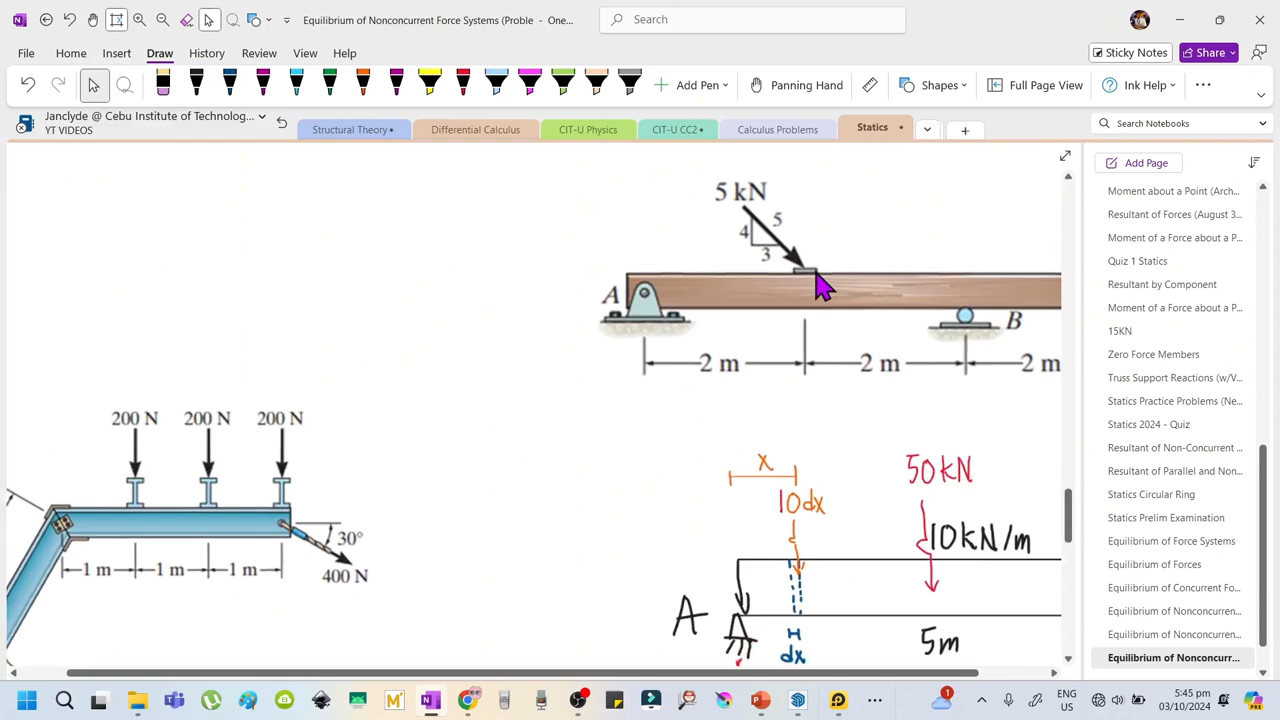 Equilibrium of Nonconcurrent Force Systems (Proble - One...
Search
File
Home
Insert
Draw
History
Review
View
Help
Sticky Notes
Share
Add Pen
Panning Hand
Shapes
Full Page View
Ink Help
Janclyde @ Cebu Institute of Technolog...
YT VIDEOS
Structural Theory
Differential Calculus
CIT-U Physics
CIT-U CC2
Calculus Problems
Statics
Search Notebooks
Add Page
Moment about a Point (Arch...
Resultant of Forces (August 3...
Moment of a Force about a P...
Quiz 1 Statics
Resultant by Component
Moment of a Force about a P...
15KN
Zero Force Members
Truss Support Reactions (w/V...
Statics Practice Problems (Ne...
Statics 2024 - Quiz
Resultant of Non-Concurrent ...
Resultant of Parallel and Non...
Statics Circular Ring
Statics Prelim Examination
Equilibrium of Force Systems
Equilibrium of Forces
Equilibrium of Concurrent Fo...
Equilibrium of Nonconcurren...
Equilibrium of Nonconcurren...
Equilibrium of Nonconcurr...
5 kN
4
5
3
A
B
2 m
2 m
2 m
200 N
200 N
200 N
30°
1 m
1 m
1 m
400 N
x
10dx
50kN
10kN/m
A
dx
5m
ENG
US
5:45 pm
03/10/2024
1